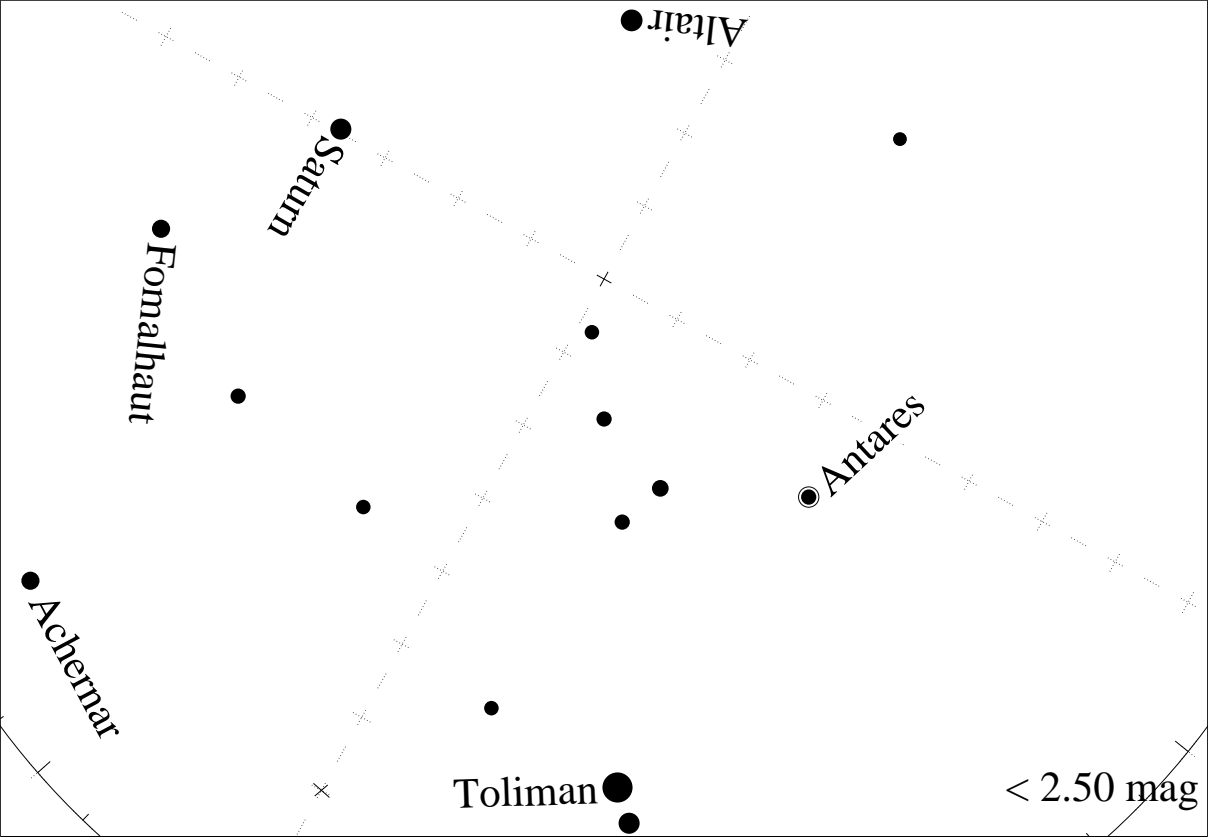 Altair
Saturn
Fomalhaut
Antares
Achernar
Toliman
< 2.50 mag